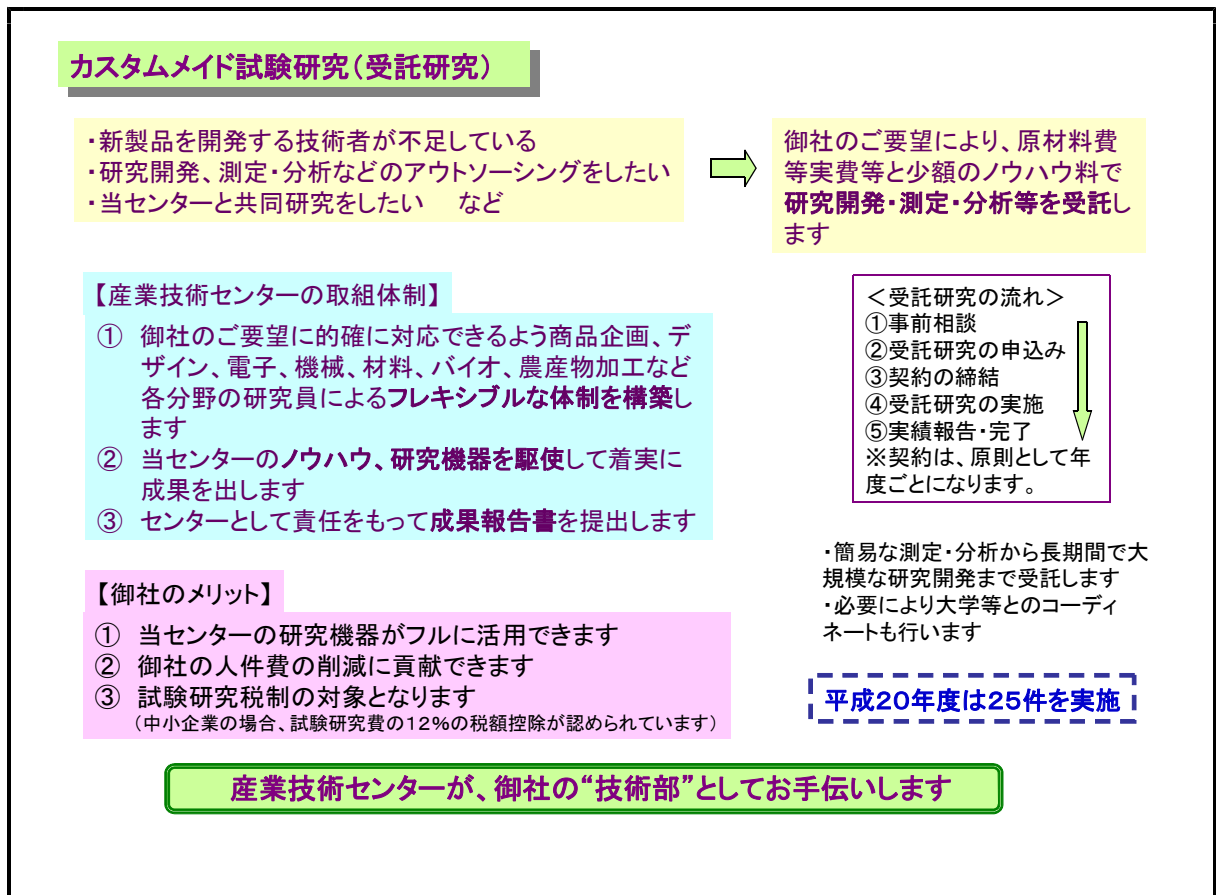 カスタムメイド試験研究(受託研究)
・新製品を開発する技術者が不足している
・研究開発、測定・分析などのアウトソーシングをしたい
・当センターと共同研究をしたい　など
御社のご要望により、原材料費
等実費等と少額のノウハウ料で
研究開発・測定・分析等を受託し
ます
【産業技術センターの取組体制】
① 御社のご要望に的確に対応できるよう商品企画、デ
ザイン、電子、機械、材料、バイオ、農産物加工など
各分野の研究員によるフレキシブルな体制を構築し
ます
② 当センターのノウハウ、研究機器を駆使して着実に
成果を出します
③ センターとして責任をもって成果報告書を提出します
＜受託研究の流れ＞
①事前相談
②受託研究の申込み
③契約の締結
④受託研究の実施
⑤実績報告・完了
※契約は、原則として年
度ごとになります。
・簡易な測定・分析から長期間で大
規模な研究開発まで受託します
・必要により大学等とのコーディ
ネートも行います
【御社のメリット】
① 当センターの研究機器がフルに活用できます
② 御社の人件費の削減に貢献できます
③ 試験研究税制の対象となります
（中小企業の場合、試験研究費の12％の税額控除が認められています）
平成20年度は25件を実施
産業技術センターが、御社の“技術部”としてお手伝いします